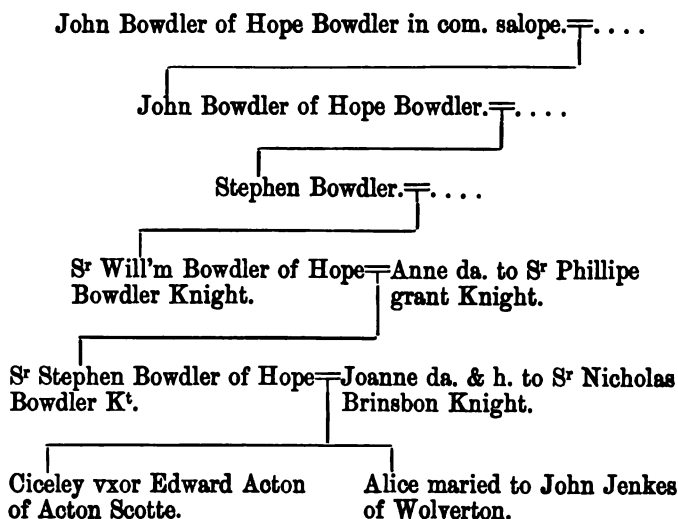 John Bowdler of Hope Bowdler in com. salope.=. . . .
John Bowdler of Hope Bowdler.=. . . .
Stephen Bowdler.=. . . .
Sʳ Will'm Bowdler of Hope=Anne da. to Sʳ Phillipe
Bowdler Knight. grant Knight.
Sʳ Stephen Bowdler of Hope=Joanne da. & h. to Sʳ Nicholas
Bowdler Kᵗ. Brinsbon Knight.
Ciceley vxor Edward Acton Alice maried to John Jenkes
of Acton Scotte. of Wolverton.